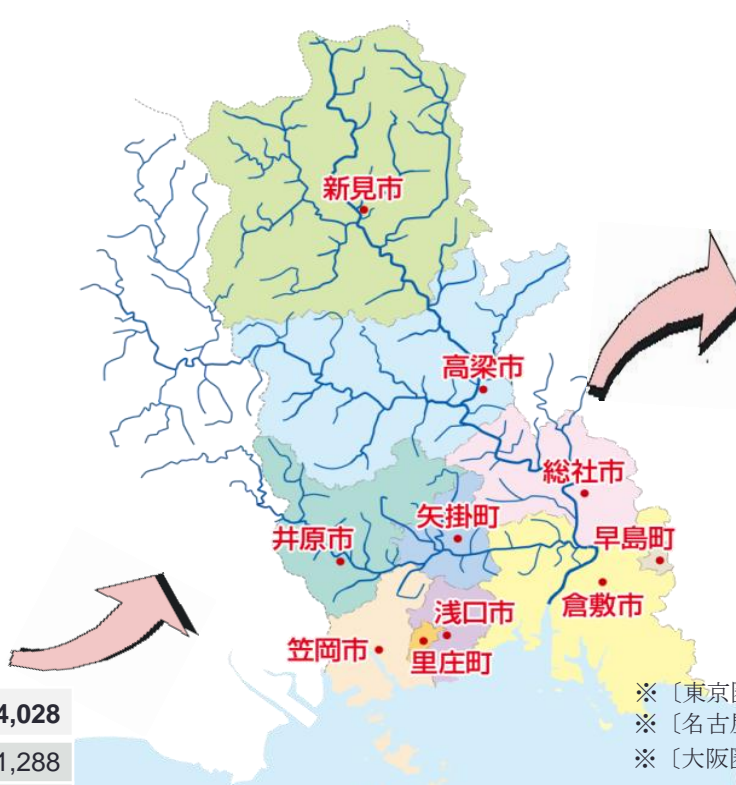 新見市
高梁市
総社市
矢掛町
井原市
早島町
倉敷市
浅口市
笠岡市
里庄町
4,028
1,288
※〔東京
※〔名古
※〔大阪